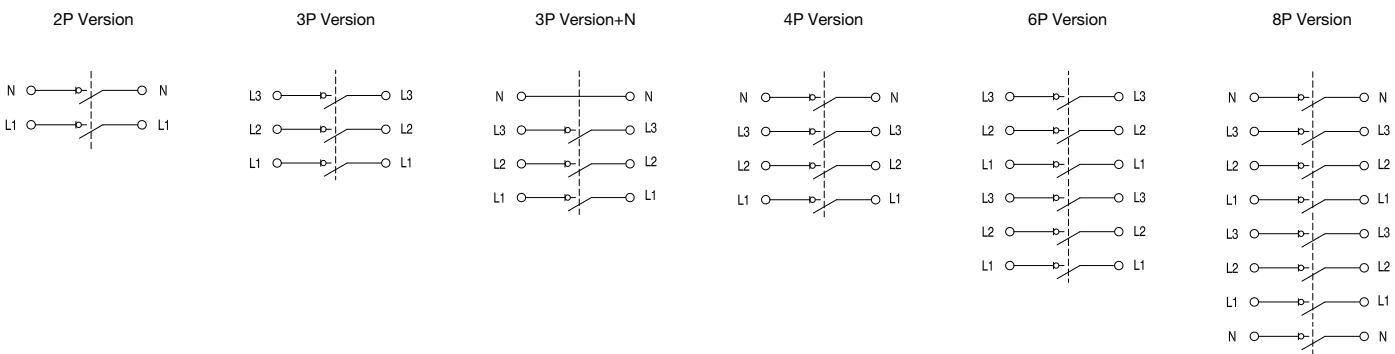 2P Version
N N
L1 L1
3P Version
L3 L3
L2 L2
L1 L1
3P Version+N
N N
L3 L3
L2 L2
L1 L1
4P Version
N N
L3 L3
L2 L2
L1 L1
6P Version
L3 L3
L2 L2
L1 L1
L3 L3
L2 L2
L1 L1
8P Version
N N
L3 L3
L2 L2
L1 L1
L3 L3
L2 L2
L1 L1
N N